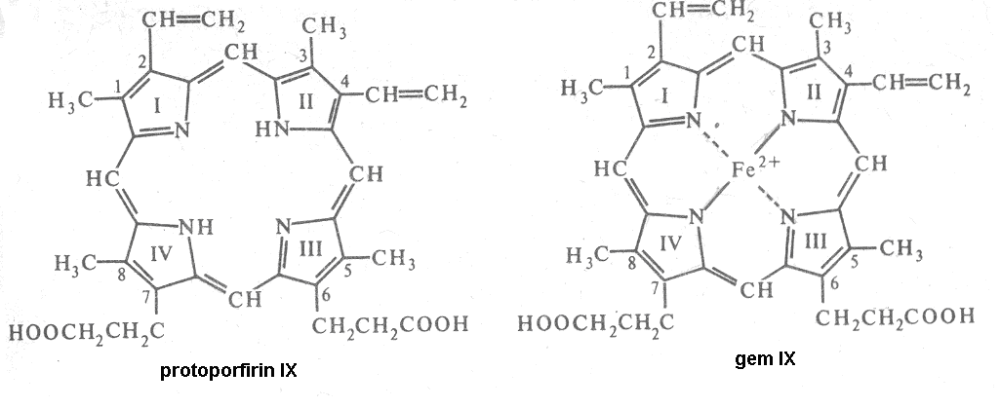 CH=CH₂
CH₃
CH
2
3
1
4
H₃C
I
II
CH=CH₂
N
HN
HC
CH
NH
N
IV
III
H₃C
8
5
CH₃
7
6
CH
HOOCCH₂CH₂C
CH₂CH₂COOH
protoporfirin IX
CH=CH₂
CH₃
CH
2
3
1
4
H₃C
I
II
CH=CH₂
N
N
HC
Fe²⁺
CH
N
N
IV
III
H₃C
8
5
CH₃
7
6
CH
HOOCCH₂CH₂C
CH₂CH₂COOH
gem IX